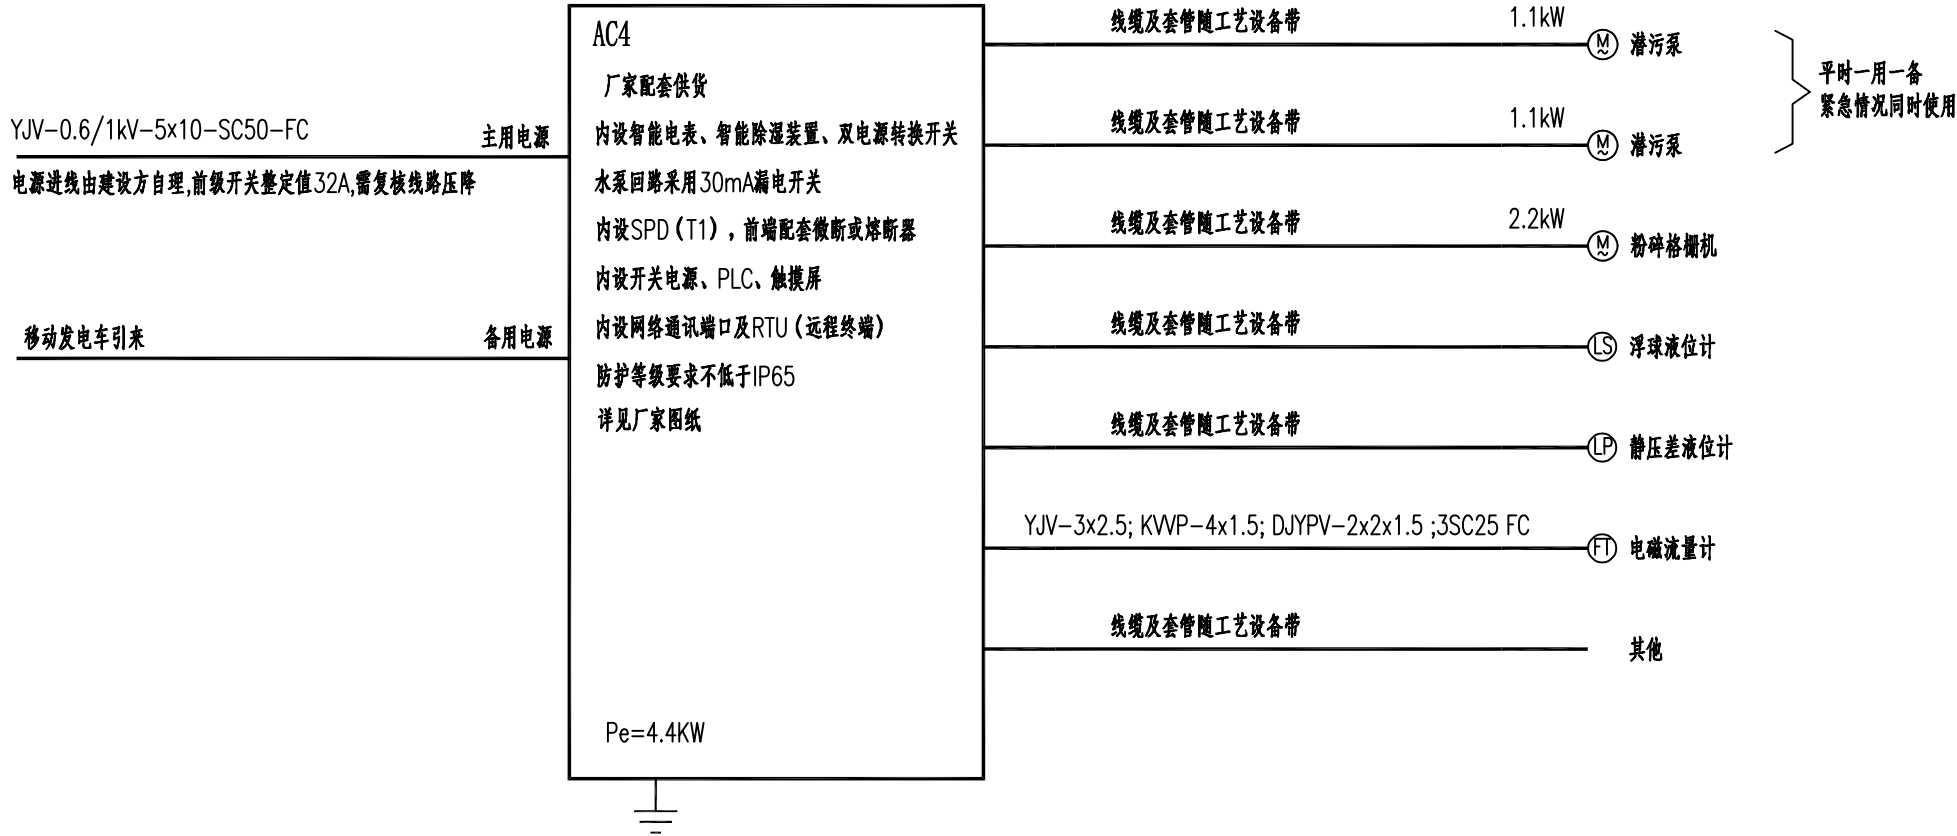 AC4
厂家配套供货
内设智能电表、智能除湿装置、双电源转换开关
水泵回路采用30mA漏电开关
内设SPD（T1），前端配套微断或熔断器
内设开关电源、PLC、触摸屏
内设网络通讯端口及RTU（远程终端）
防护等级要求不低于IP65
详见厂家图纸
Pe=4.4KW
YJV-0.6/1kV-5×10-SC50-FC
主用电源
电源进线由建设方自理,前级开关整定值32A,需复核线路压降
移动发电车引来
备用电源
线缆及套管随工艺设备带
1.1kW
M
~
潜污泵
线缆及套管随工艺设备带
1.1kW
M
~
潜污泵
平时一用一备
紧急情况同时使用
线缆及套管随工艺设备带
2.2kW
M
~
粉碎格栅机
线缆及套管随工艺设备带
LS
浮球液位计
线缆及套管随工艺设备带
LP
静压差液位计
YJV-3x2.5; KVVP-4x1.5; DJYPV-2x2x1.5 ;3SC25 FC
FT
电磁流量计
线缆及套管随工艺设备带
其他